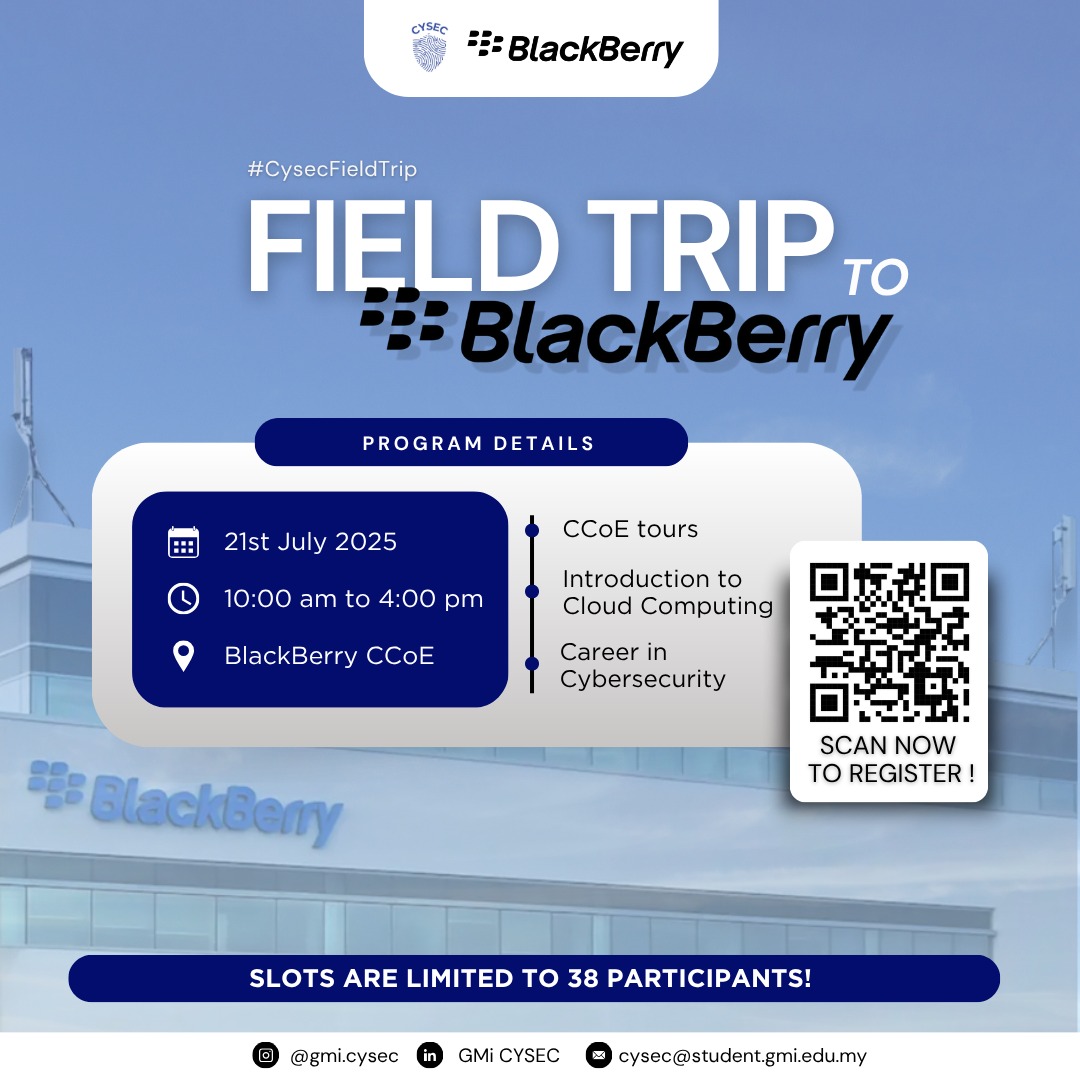 CYSEC
BlackBerry
#CysecFieldTrip
FIELD TRIP TO
BlackBerry
PROGRAM DETAILS
21st July 2025
10:00 am to 4:00 pm
BlackBerry CCoE
CCoE tours
Introduction to
Cloud Computing
Career in
Cybersecurity
SCAN NOW
TO REGISTER !
BlackBerry
SLOTS ARE LIMITED TO 38 PARTICIPANTS!
@gmi.cysec GMi CYSEC cysec@student.gmi.edu.my